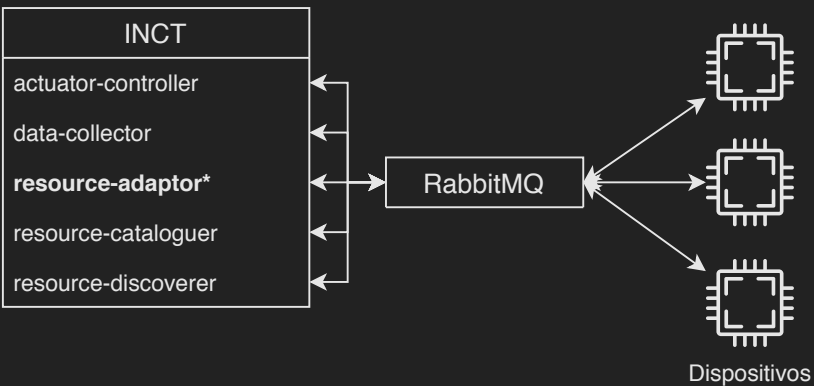 INCT
actuator-controller
data-collector
resource-adaptor*
resource-cataloguer
resource-discoverer
RabbitMQ
Dispositivos